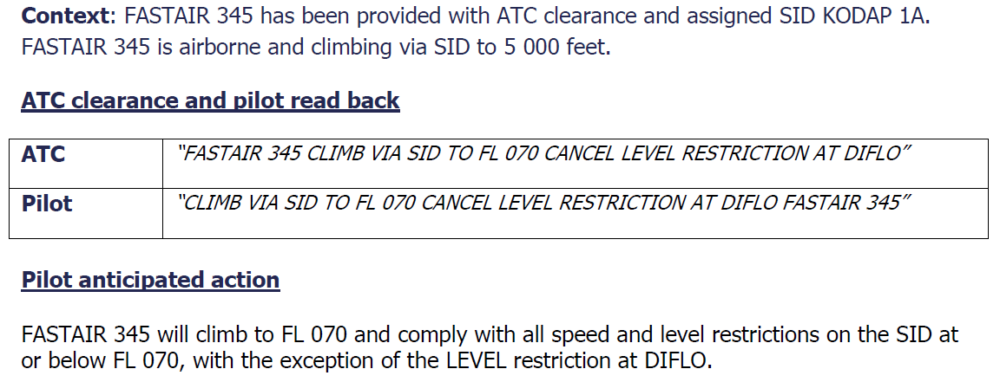 Context: FASTAIR 345 has been provided with ATC clearance and assigned SID KODAP 1A.
FASTAIR 345 is airborne and climbing via SID to 5 000 feet.
ATC clearance and pilot read back
ATC "FASTAIR 345 CLIMB VIA SID TO FL 070 CANCEL LEVEL RESTRICTION AT DIFLO”
Pilot "CLIMB VIA SID TO FL 070 CANCEL LEVEL RESTRICTION AT DIFLO FASTAIR 345”
Pilot anticipated action
FASTAIR 345 will climb to FL 070 and comply with all speed and level restrictions on the SID at
or below FL 070, with the exception of the LEVEL restriction at DIFLO.